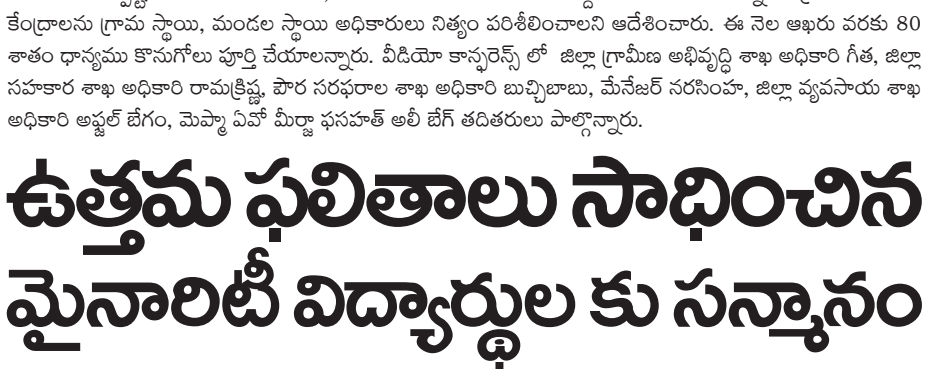 కేంద్రాలను గ్రామ స్థాయి, మండల స్థాయి అధికారులు నిత్యం పరిశీలించాలని ఆదేశించారు. ఈ నెల ఆఖరు వరకు 80
శాతం ధాన్యము కొనుగోలు పూర్తి చేయాలన్నారు. వీడియో కాన్ఫరెన్స్ లో జిల్లా గ్రామీణ అభివృద్ధి శాఖ అధికారి గీత, జిల్లా
సహకార శాఖ అధికారి రామక్రిష్ణ, పౌర సరఫరాల శాఖ అధికారి బుచ్చిబాబు, మేనేజర్ నరసింహ, జిల్లా వ్యవసాయ శాఖ
అధికారి అఫ్జల్ బేగం, మెప్మా ఏవో మీర్జా ఫసహత్ అలీ బేగ్ తదితరులు పాల్గొన్నారు.
ఉత్తమ ఫలితాలు సాధించిన
మైనారిటీ విద్యార్థుల కు సన్మానం